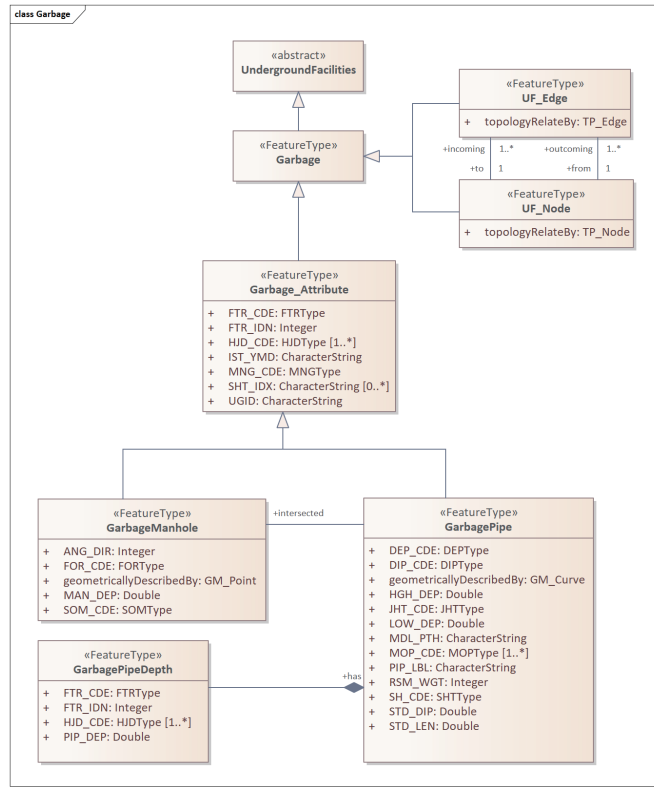 class Garbage
«abstract»
UndergroundFacilities
«FeatureType»
Garbage
«FeatureType»
UF_Edge
+ topologyRelateBy: TP_Edge
+incoming 1..* +outcoming 1..*
+to 1 +from 1
«FeatureType»
UF_Node
+ topologyRelateBy: TP_Node
«FeatureType»
Garbage_Attribute
+ FTR_CDE: FTRType
+ FTR_IDN: Integer
+ HJD_CDE: HJDType [1..*]
+ IST_YMD: CharacterString
+ MNG_CDE: MNGType
+ SHT_IDX: CharacterString [0..*]
+ UGID: CharacterString
«FeatureType»
GarbageManhole
+ ANG_DIR: Integer
+ FOR_CDE: FORType
+ geometricallyDescribedBy: GM_Point
+ MAN_DEP: Double
+ SOM_CDE: SOMType
+intersected
«FeatureType»
GarbagePipe
+ DEP_CDE: DEPType
+ DIP_CDE: DIPType
+ geometricallyDescribedBy: GM_Curve
+ HGH_DEP: Double
+ JHT_CDE: JHTType
+ LOW_DEP: Double
+ MDL_PTH: CharacterString
+ MOP_CDE: MOPType [1..*]
+ PIP_LBL: CharacterString
+ RSM_WGT: Integer
+ SH_CDE: SHTType
+ STD_DIP: Double
+ STD_LEN: Double
«FeatureType»
GarbagePipeDepth
+ FTR_CDE: FTRType
+ FTR_IDN: Integer
+ HJD_CDE: HJDType [1..*]
+ PIP_DEP: Double
+has